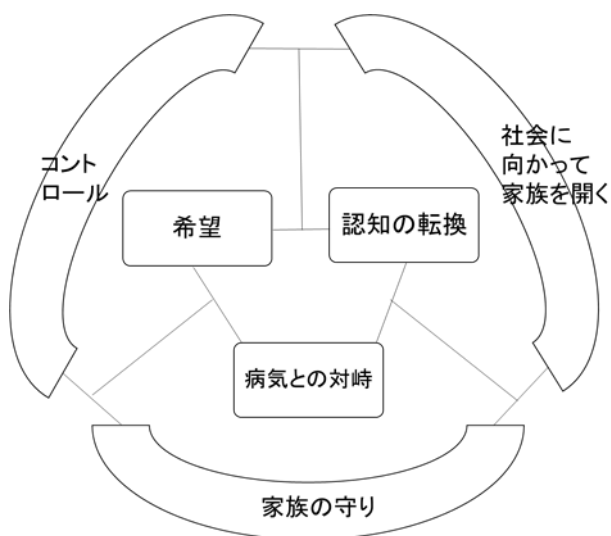 コント
ロール
社会に
向かって
家族を開く
希望
認知の転換
病気との対峙
家族の守り